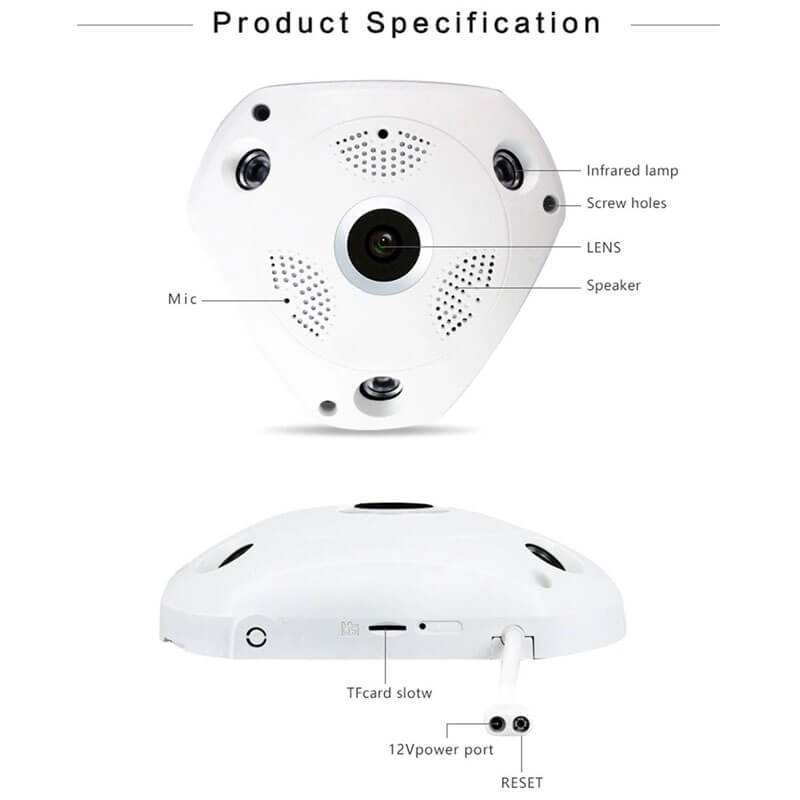 Product Specification
Infrared lamp
Screw holes
LENS
Speaker
Mic
TFcard slotw
12Vpower port
RESET